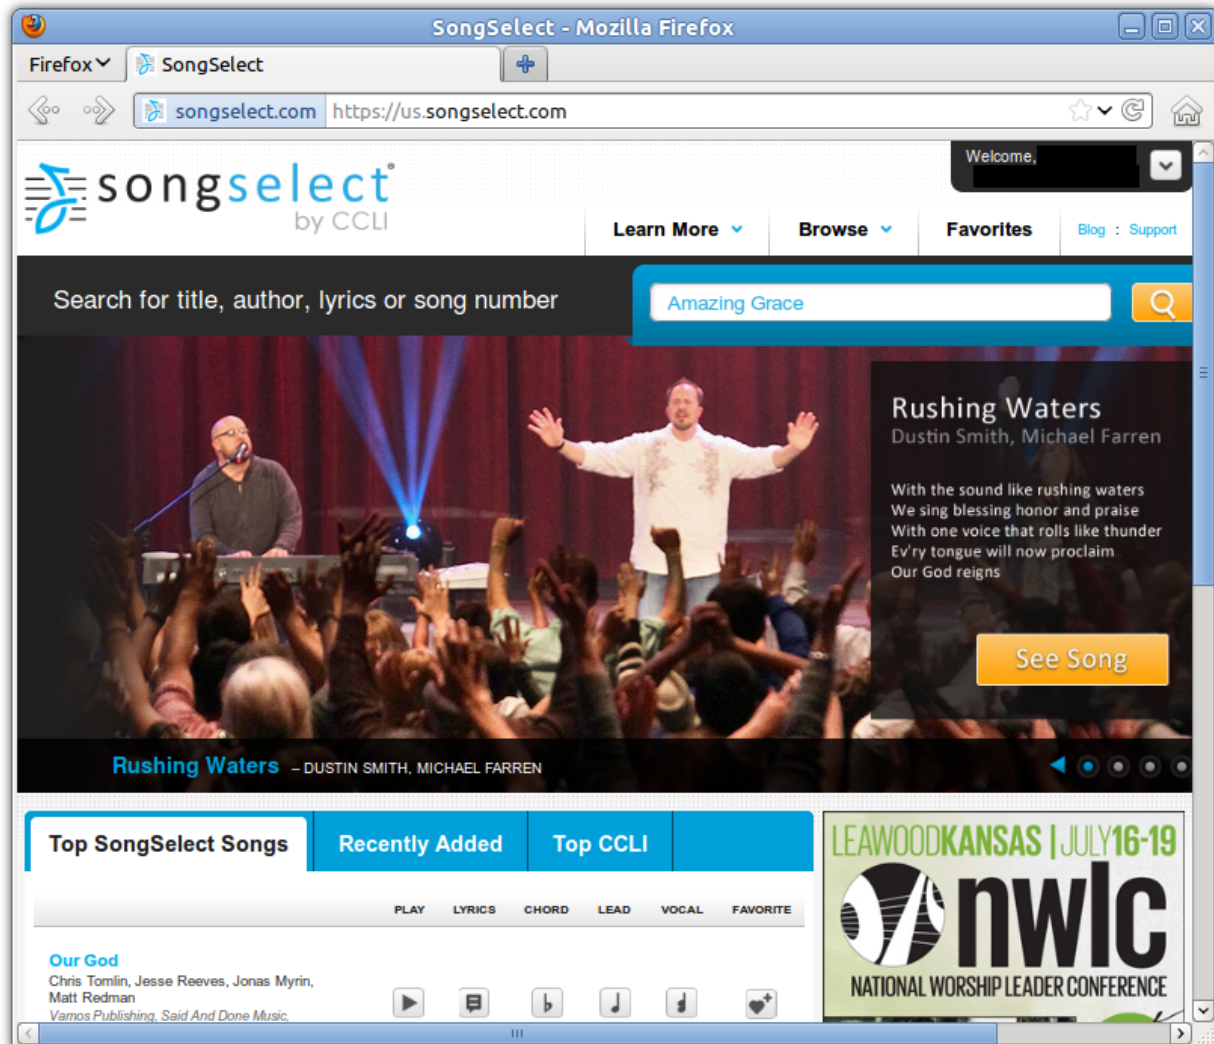 SongSelect - Mozilla Firefox
Firefox
SongSelect
songselect.com https://us.songselect.com
songselect®
by CCLI
Welcome,
Learn More
Browse
Favorites
Blog : Support
Search for title, author, lyrics or song number
Amazing Grace
Rushing Waters
Dustin Smith, Michael Farren
With the sound like rushing waters
We sing blessing honor and praise
With one voice that rolls like thunder
Ev'ry tongue will now proclaim
Our God reigns
See Song
Rushing Waters – DUSTIN SMITH, MICHAEL FARREN
Top SongSelect Songs
Recently Added
Top CCLI
PLAY LYRICS CHORD LEAD VOCAL FAVORITE
Our God
Chris Tomlin, Jesse Reeves, Jonas Myrin,
Matt Redman
Vamos Publishing, Said And Done Music,
LEAWOODKANSAS | JULY16-19
nwlc
NATIONAL WORSHIP LEADER CONFERENCE